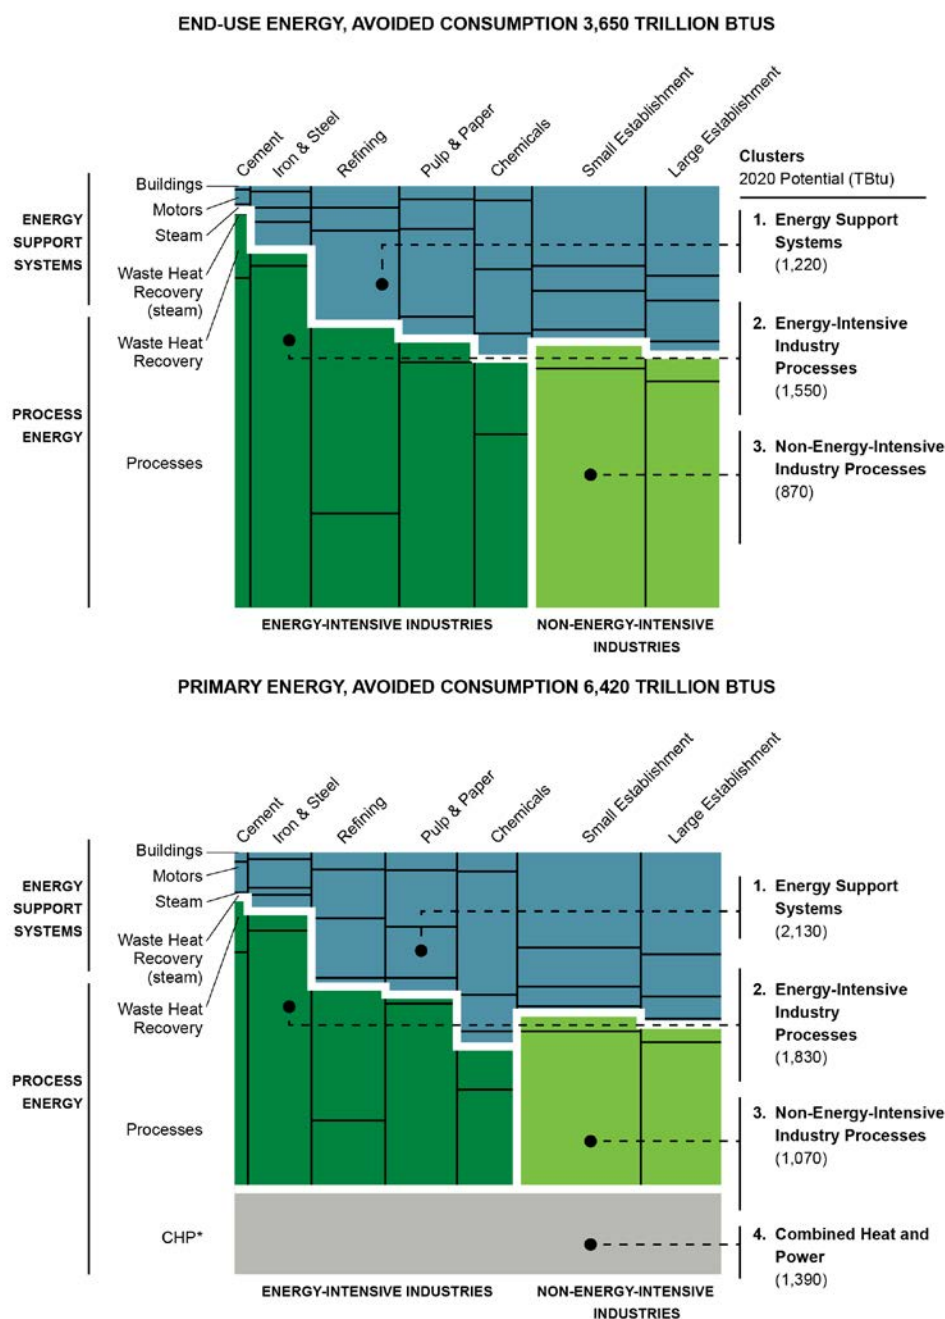 END-USE ENERGY, AVOIDED CONSUMPTION 3,650 TRILLION BTUS
Cement
Iron & Steel
Refining
Pulp & Paper
Chemicals
Small Establishment
Large Establishment
Clusters
2020 Potential (TBtu)
ENERGY
SUPPORT
SYSTEMS
Buildings
Motors
Steam
Waste Heat
Recovery
(steam)
Waste Heat
Recovery
PROCESS
ENERGY
Processes
1. Energy Support
Systems
(1,220)
2. Energy-Intensive
Industry
Processes
(1,550)
3. Non-Energy-Intensive
Industry Processes
(870)
ENERGY-INTENSIVE INDUSTRIES
NON-ENERGY-INTENSIVE
INDUSTRIES
PRIMARY ENERGY, AVOIDED CONSUMPTION 6,420 TRILLION BTUS
Cement
Iron & Steel
Refining
Pulp & Paper
Chemicals
Small Establishment
Large Establishment
ENERGY
SUPPORT
SYSTEMS
Buildings
Motors
Steam
Waste Heat
Recovery
(steam)
Waste Heat
Recovery
PROCESS
ENERGY
Processes
CHP*
1. Energy Support
Systems
(2,130)
2. Energy-Intensive
Industry
Processes
(1,830)
3. Non-Energy-Intensive
Industry Processes
(1,070)
4. Combined Heat and
Power
(1,390)
ENERGY-INTENSIVE INDUSTRIES
NON-ENERGY-INTENSIVE
INDUSTRIES